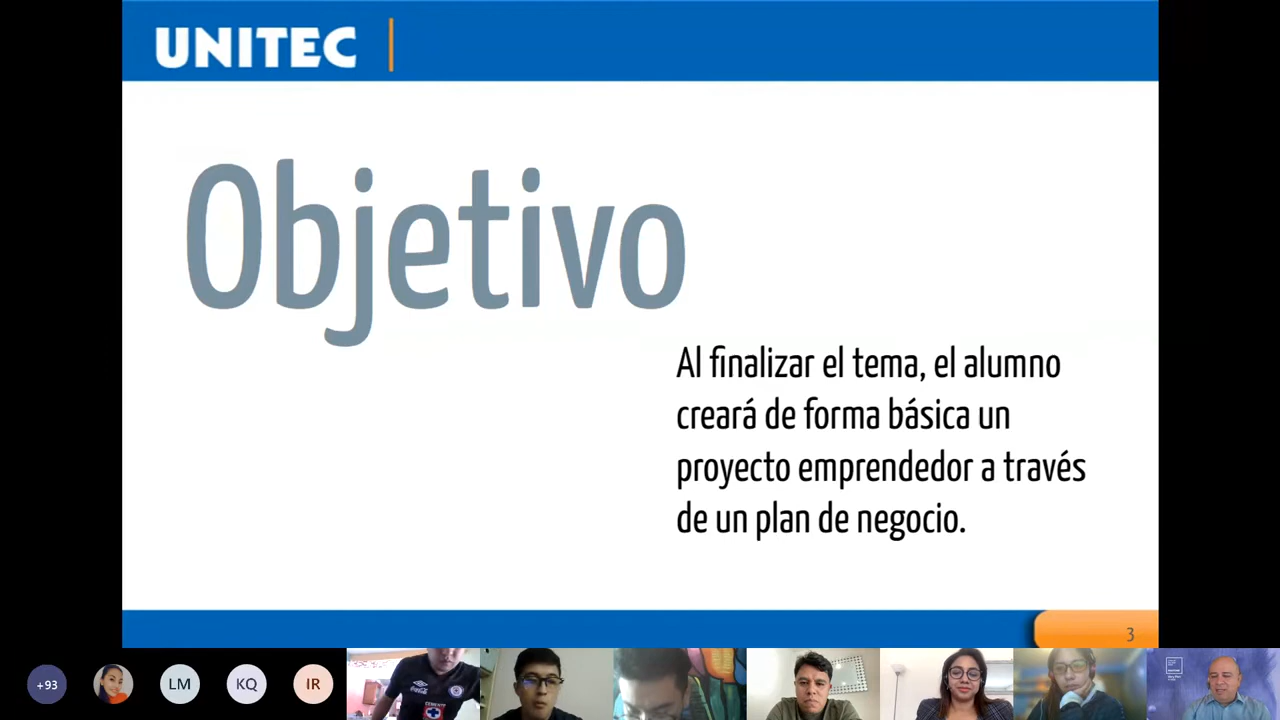 UNITEC
Objetivo
Al finalizar el tema, el alumno
creará de forma básica un
proyecto emprendedor a través
de un plan de negocio.
3
+93
LM
KQ
IR
CEMENTO